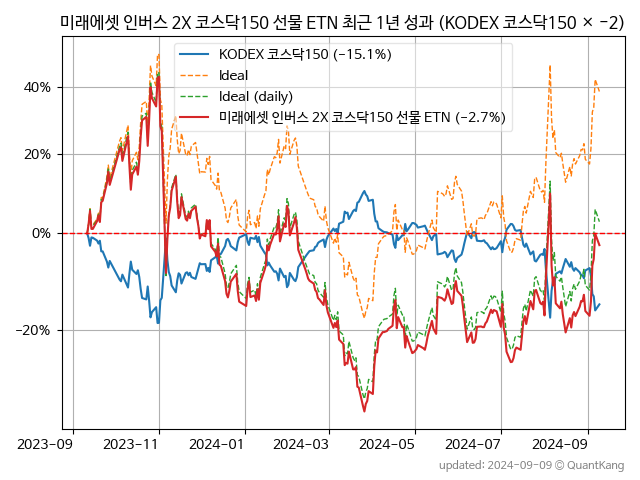 미래에셋 인버스 2X 코스닥150 선물 ETN 최근 1년 성과 (KODEX 코스닥150 × −2)
KODEX 코스닥150 (−15.1%)
Ideal
Ideal (daily)
미래에셋 인버스 2X 코스닥150 선물 ETN (−2.7%)
40%
20%
0%
−20%
2023-09 2023-11 2024-01 2024-03 2024-05 2024-07 2024-09
updated: 2024-09-09 © QuantKang